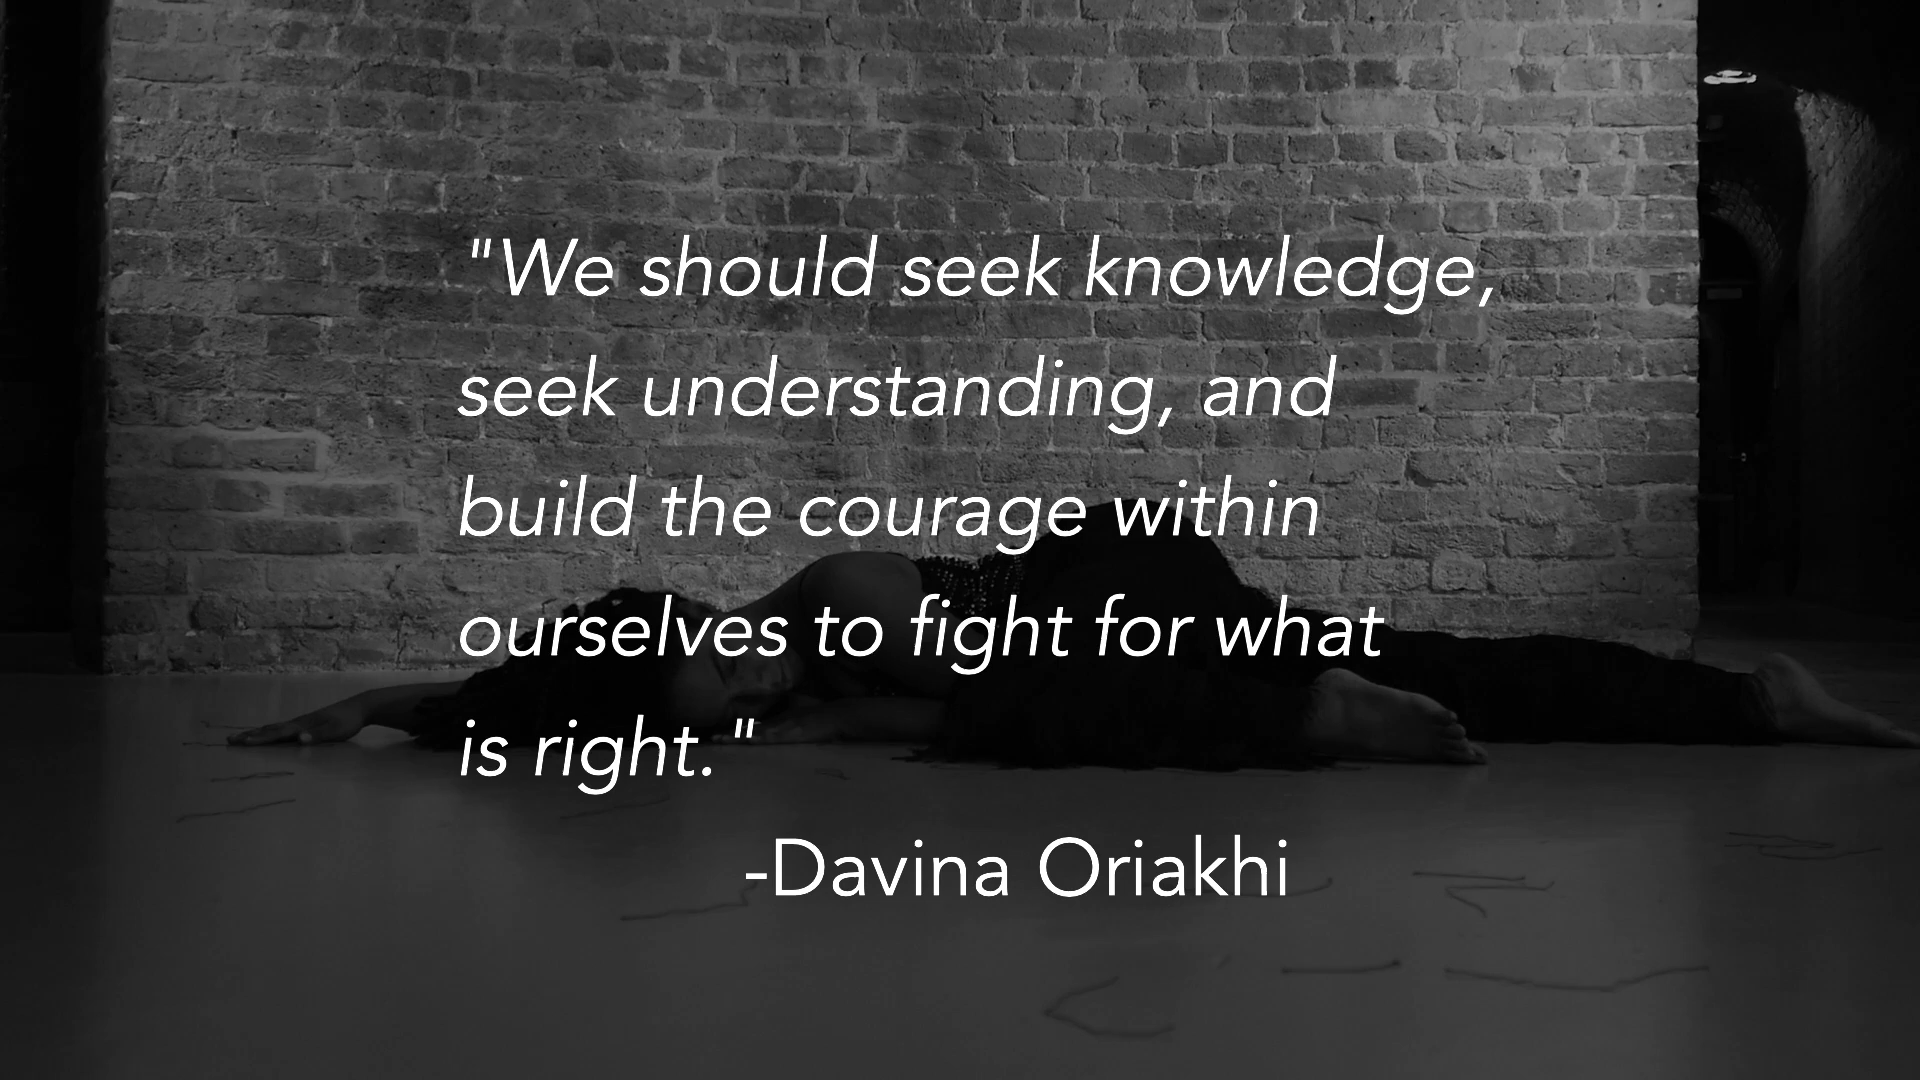 "We should seek knowledge,
seek understanding, and
build the courage within
ourselves to fight for what
is right."
-Davina Oriakhi